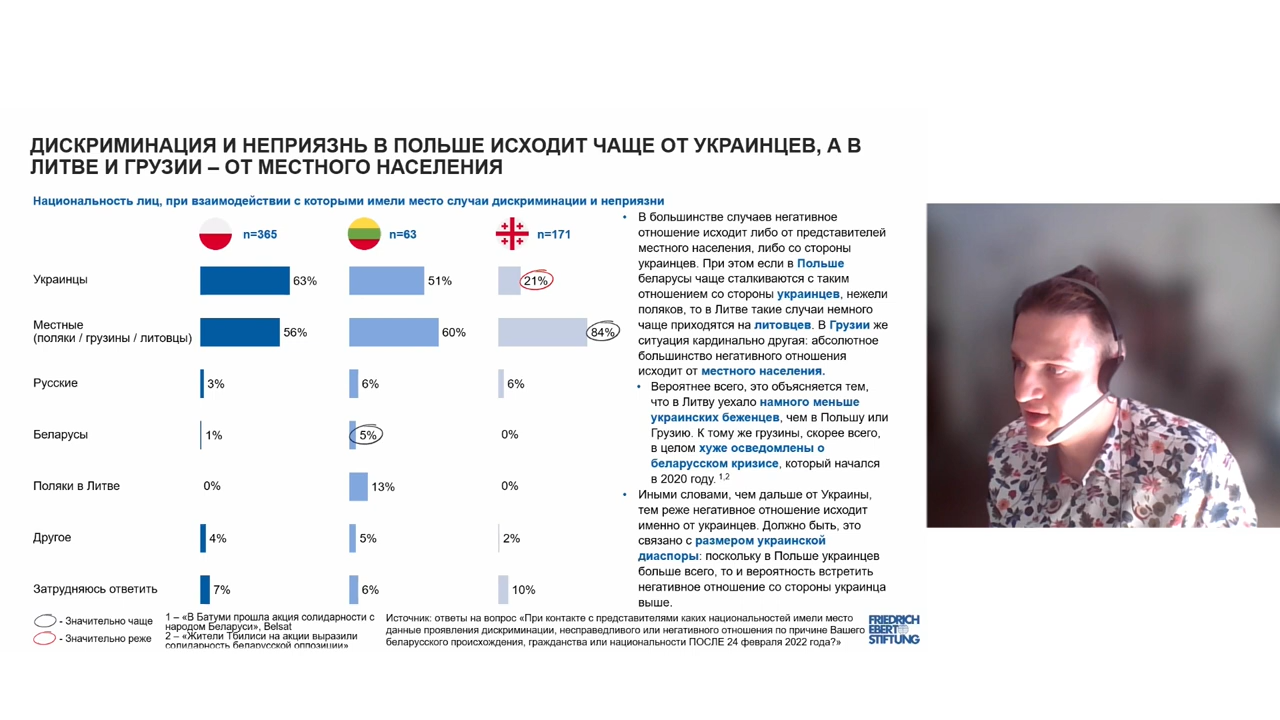 ДИСКРИМИНАЦИЯ И НЕПРИЯЗНЬ В ПОЛЬШЕ ИСХОДИТ ЧАЩЕ ОТ УКРАИНЦЕВ, А В
ЛИТВЕ И ГРУЗИИ – ОТ МЕСТНОГО НАСЕЛЕНИЯ
Национальность лиц, при взаимодействии с которыми имели место случаи дискриминации и неприязни
n=365 n=63 n=171
Украинцы 63% 51% 21%
Местные
(поляки / грузины / литовцы) 56% 60% 84%
Русские 3% 6% 6%
Беларусы 1% 5% 0%
Поляки в Литве 0% 13% 0%
Другое 4% 5% 2%
Затрудняюсь ответить 7% 6% 10%
• В большинстве случаев негативное
отношение исходит либо от представителей
местного населения, либо со стороны
украинцев. При этом если в Польше
беларусы чаще сталкиваются с таким
отношением со стороны украинцев, нежели
поляков, то в Литве такие случаи немного
чаще приходятся на литовцев. В Грузии же
ситуация кардинально другая: абсолютное
большинство негативного отношения
исходит от местного населения.
• Вероятнее всего, это объясняется тем,
что в Литву уехало намного меньше
украинских беженцев, чем в Польшу или
Грузию. К тому же грузины, скорее всего,
в целом хуже осведомлены о
беларусском кризисе, который начался
в 2020 году. 1,2
• Иными словами, чем дальше от Украины,
тем реже негативное отношение исходит
именно от украинцев. Должно быть, это
связано с размером украинской
диаспоры: поскольку в Польше украинцев
больше всего, то и вероятность встретить
негативное отношение со стороны украинца
выше.
- Значительно чаще
- Значительно реже
1 – «В Батуми прошла акция солидарности с
народом Беларуси», Belsat
2 – «Жители Тбилиси на акции выразили
солидарность беларусской оппозиции»
Источник: ответы на вопрос «При контакте с представителями каких национальностей имели место
данные проявления дискриминации, несправедливого или негативного отношения по причине Вашего
беларусского происхождения, гражданства или национальности ПОСЛЕ 24 февраля 2022 года?»
FRIEDRICH
EBERT
STIFTUNG